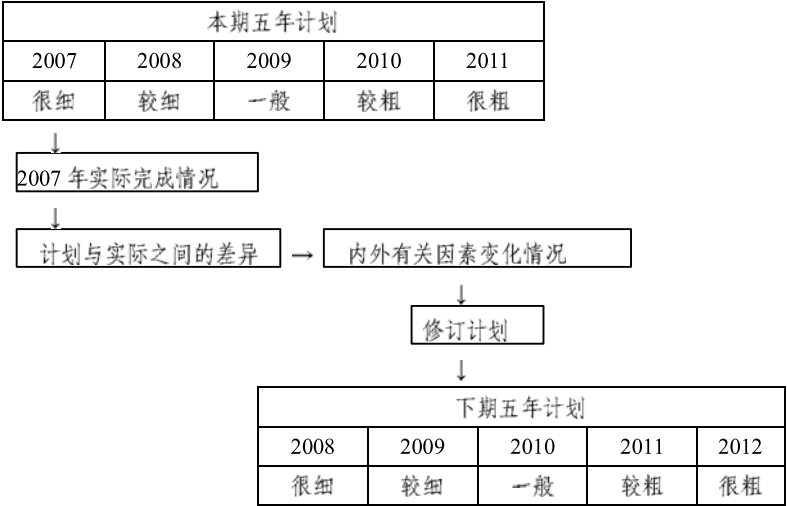 本期五年计划
2007 2008 2009 2010 2011
很细 较细 一般 较粗 很粗
↓
2007 年实际完成情况
↓
计划与实际之间的差异 → 内外有关因素变化情况
↓
修订计划
↓
下期五年计划
2008 2009 2010 2011 2012
很细 较细 一般 较粗 很粗